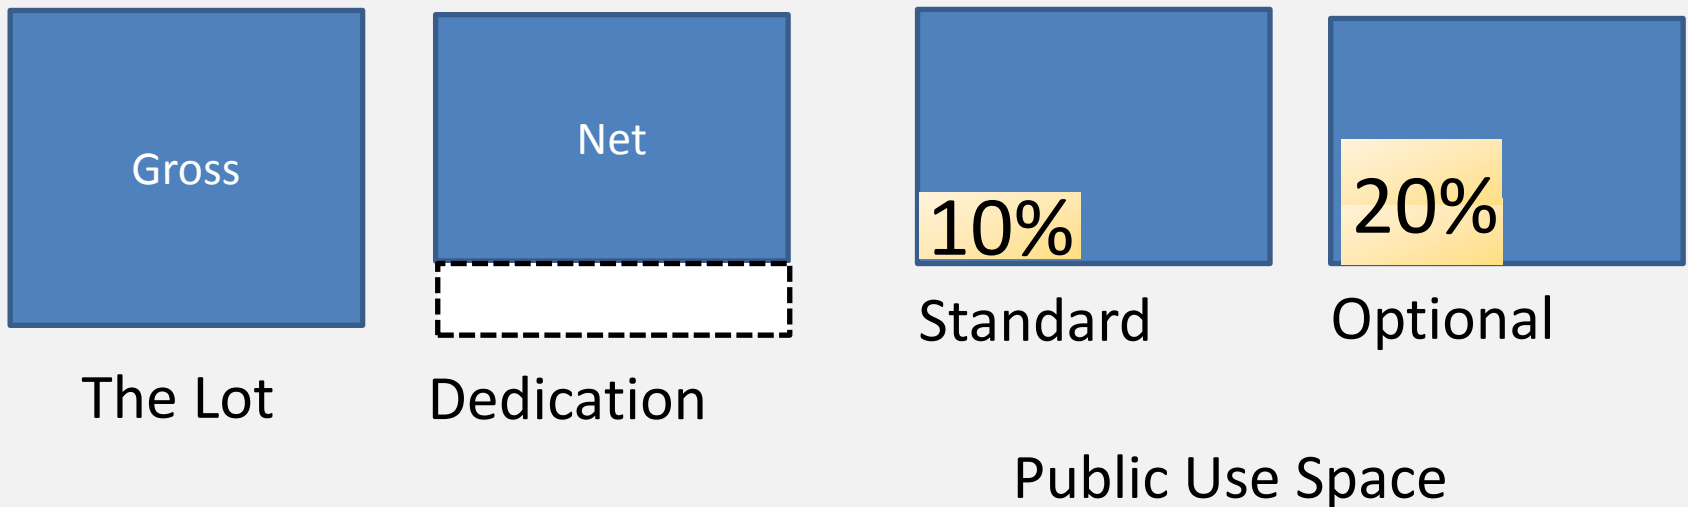 Gross
The Lot
Net
Dedication
10%
Standard
20%
Optional
Public Use Space